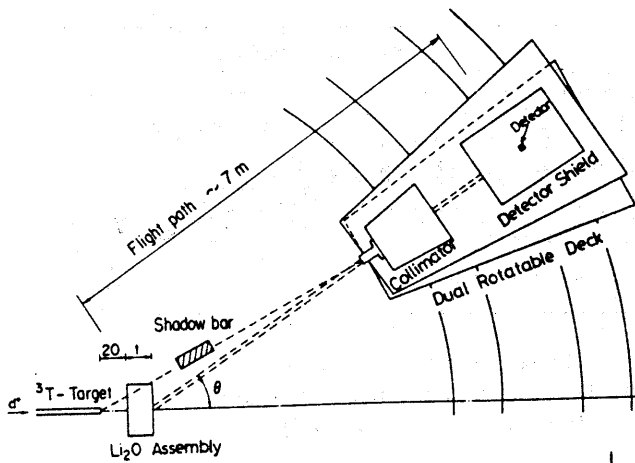 Flight path ~ 7 m
Detector
Detector Shield
Collimator
Dual Rotatable Deck
Shadow bar
20 t
θ
³T-Target
d⁺
Li₂O Assembly